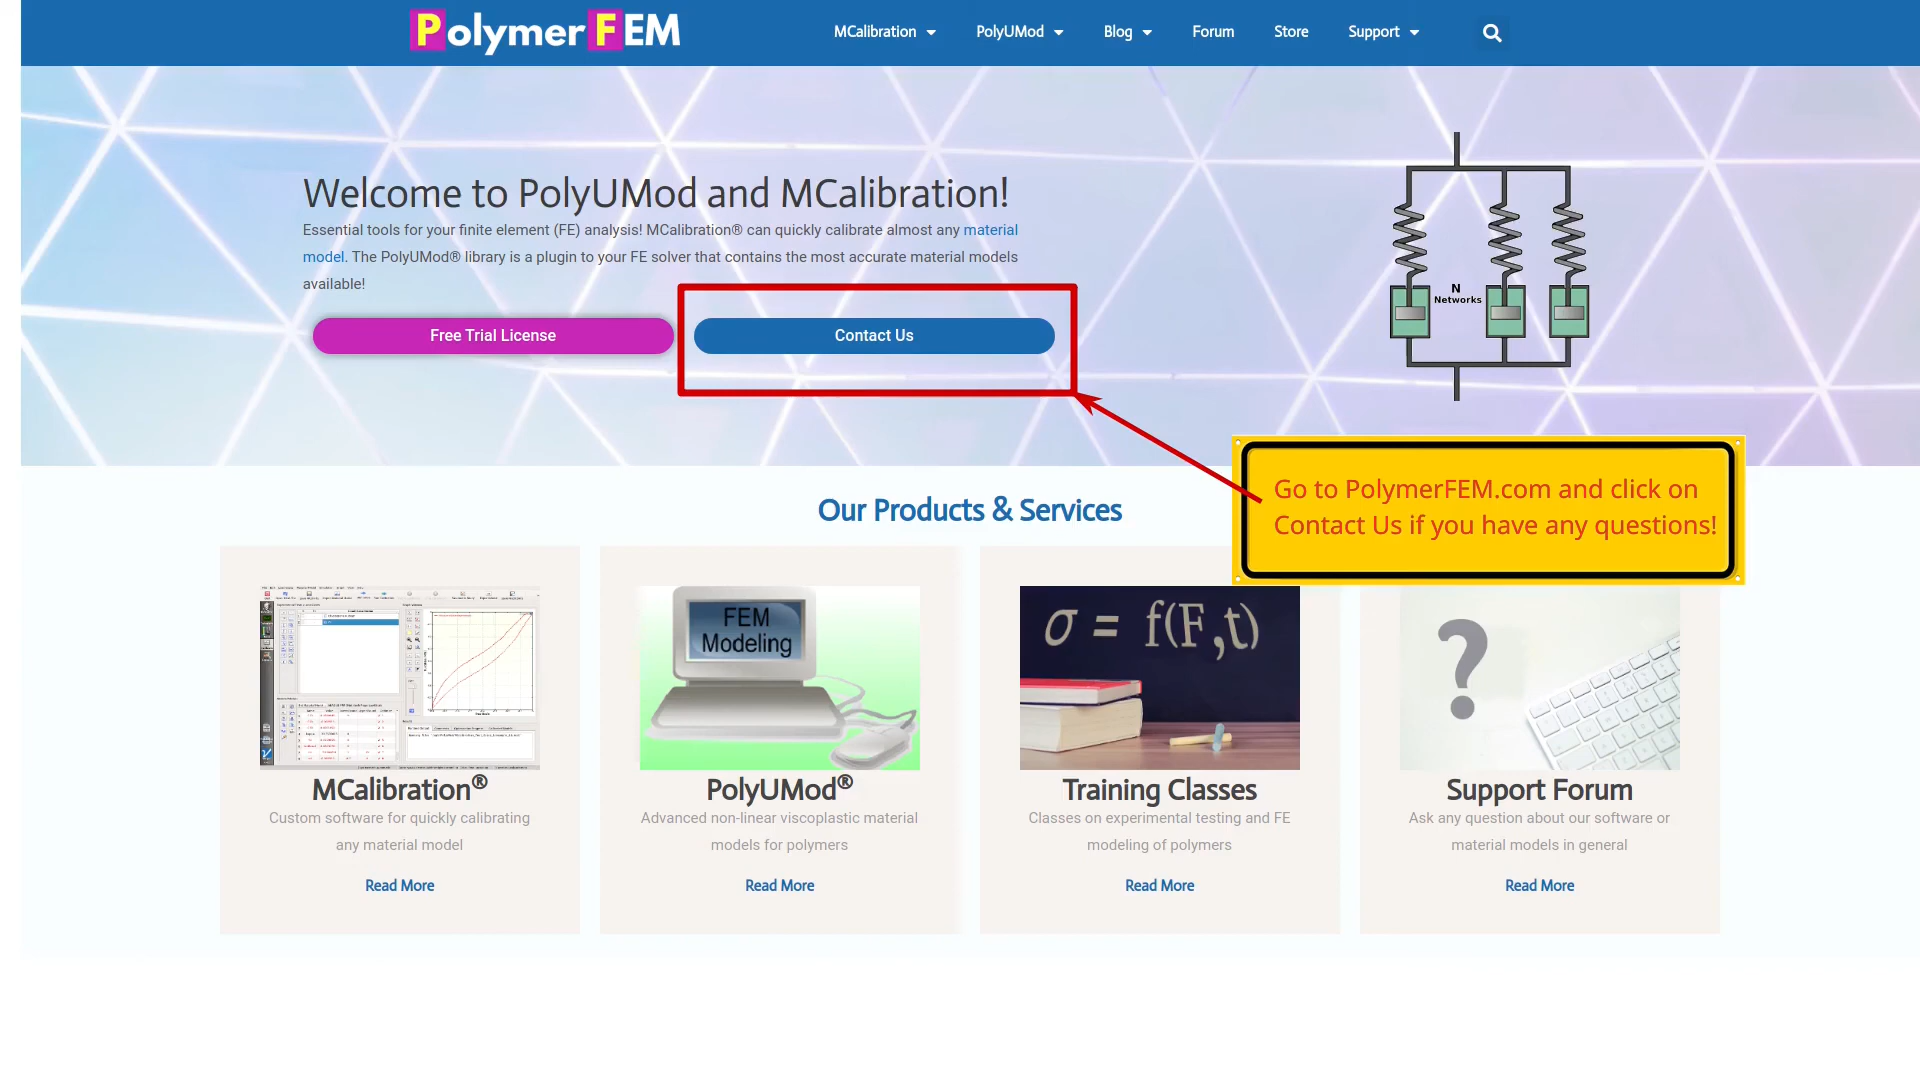 PolymerFEM
MCalibration
PolyUMod
Blog
Forum
Store
Support
Welcome to PolyUMod and MCalibration!
Essential tools for your finite element (FE) analysis! MCalibration® can quickly calibrate almost any material
model. The PolyUMod® library is a plugin to your FE solver that contains the most accurate material models
available!
Free Trial License
Contact Us
N
Networks
Go to PolymerFEM.com and click on
Contact Us if you have any questions!
Our Products & Services
FEM
Modeling
σ = f(F,t)
?
MCalibration®
Custom software for quickly calibrating
any material model
Read More
PolyUMod®
Advanced non-linear viscoplastic material
models for polymers
Read More
Training Classes
Classes on experimental testing and FE
modeling of polymers
Read More
Support Forum
Ask any question about our software or
material models in general
Read More